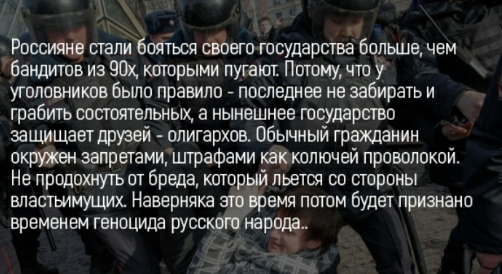 Россияне стали бояться своего государства больше, чем
бандитов из 90х, которыми пугают. Потому, что у
уголовников было правило - последнее не забирать и
грабить состоятельных, а нынешнее государство
защищает друзей - олигархов. Обычный гражданин
окружен запретами, штрафами как колючей проволокой.
Не продохнуть от бреда, который льется со стороны
властьимущих. Наверняка это время потом будет признано
временем геноцида русского народа..